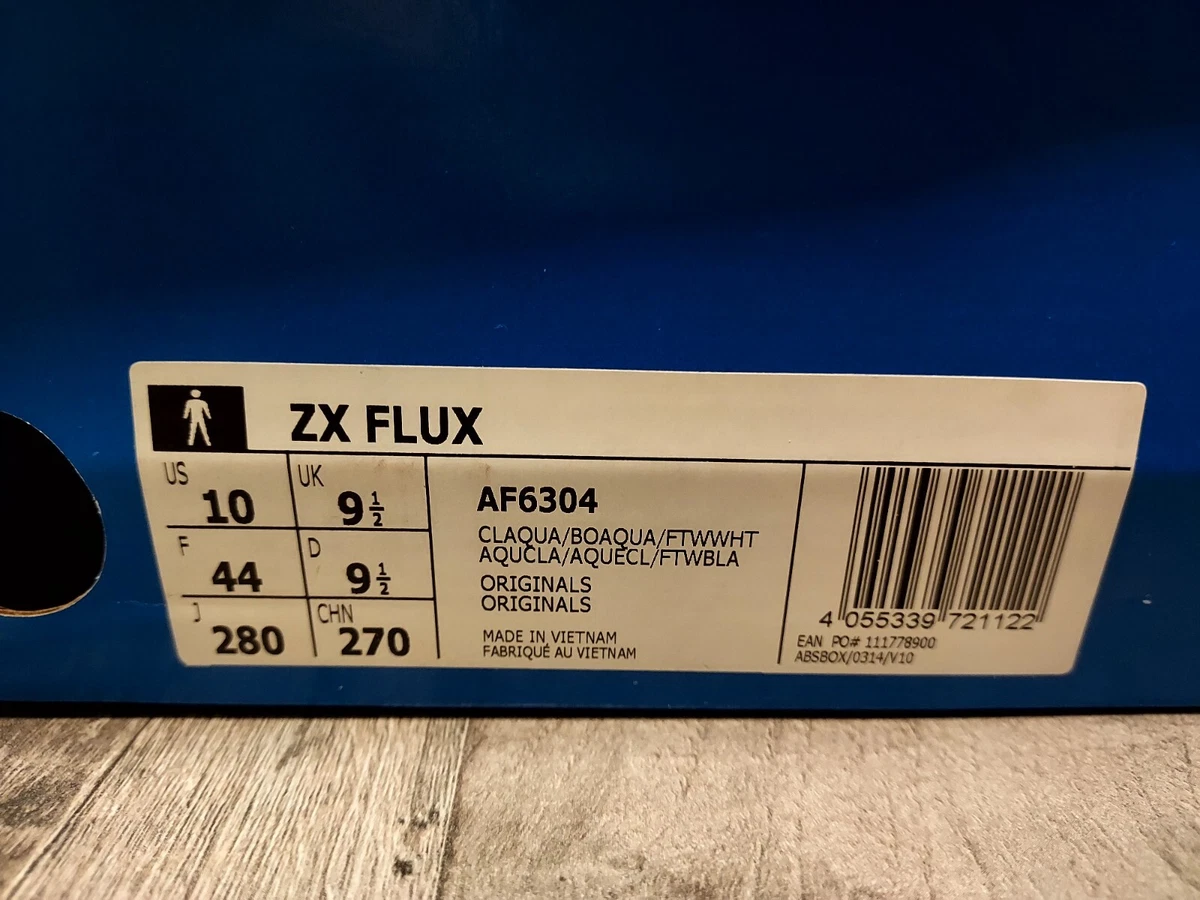 ZX FLUX
US 10 UK 9 1/2
F 44 D 9 1/2
J 280 CHN 270
AF6304
CLAQUA/BOAQUA/FTWWHT
AQUCLA/AQUECL/FTWBLA
ORIGINALS
ORIGINALS
MADE IN VIETNAM
FABRIQUÉ AU VIETNAM
4 055339 721122
EAN PO# 111778900
ABSBOX/0314/V10